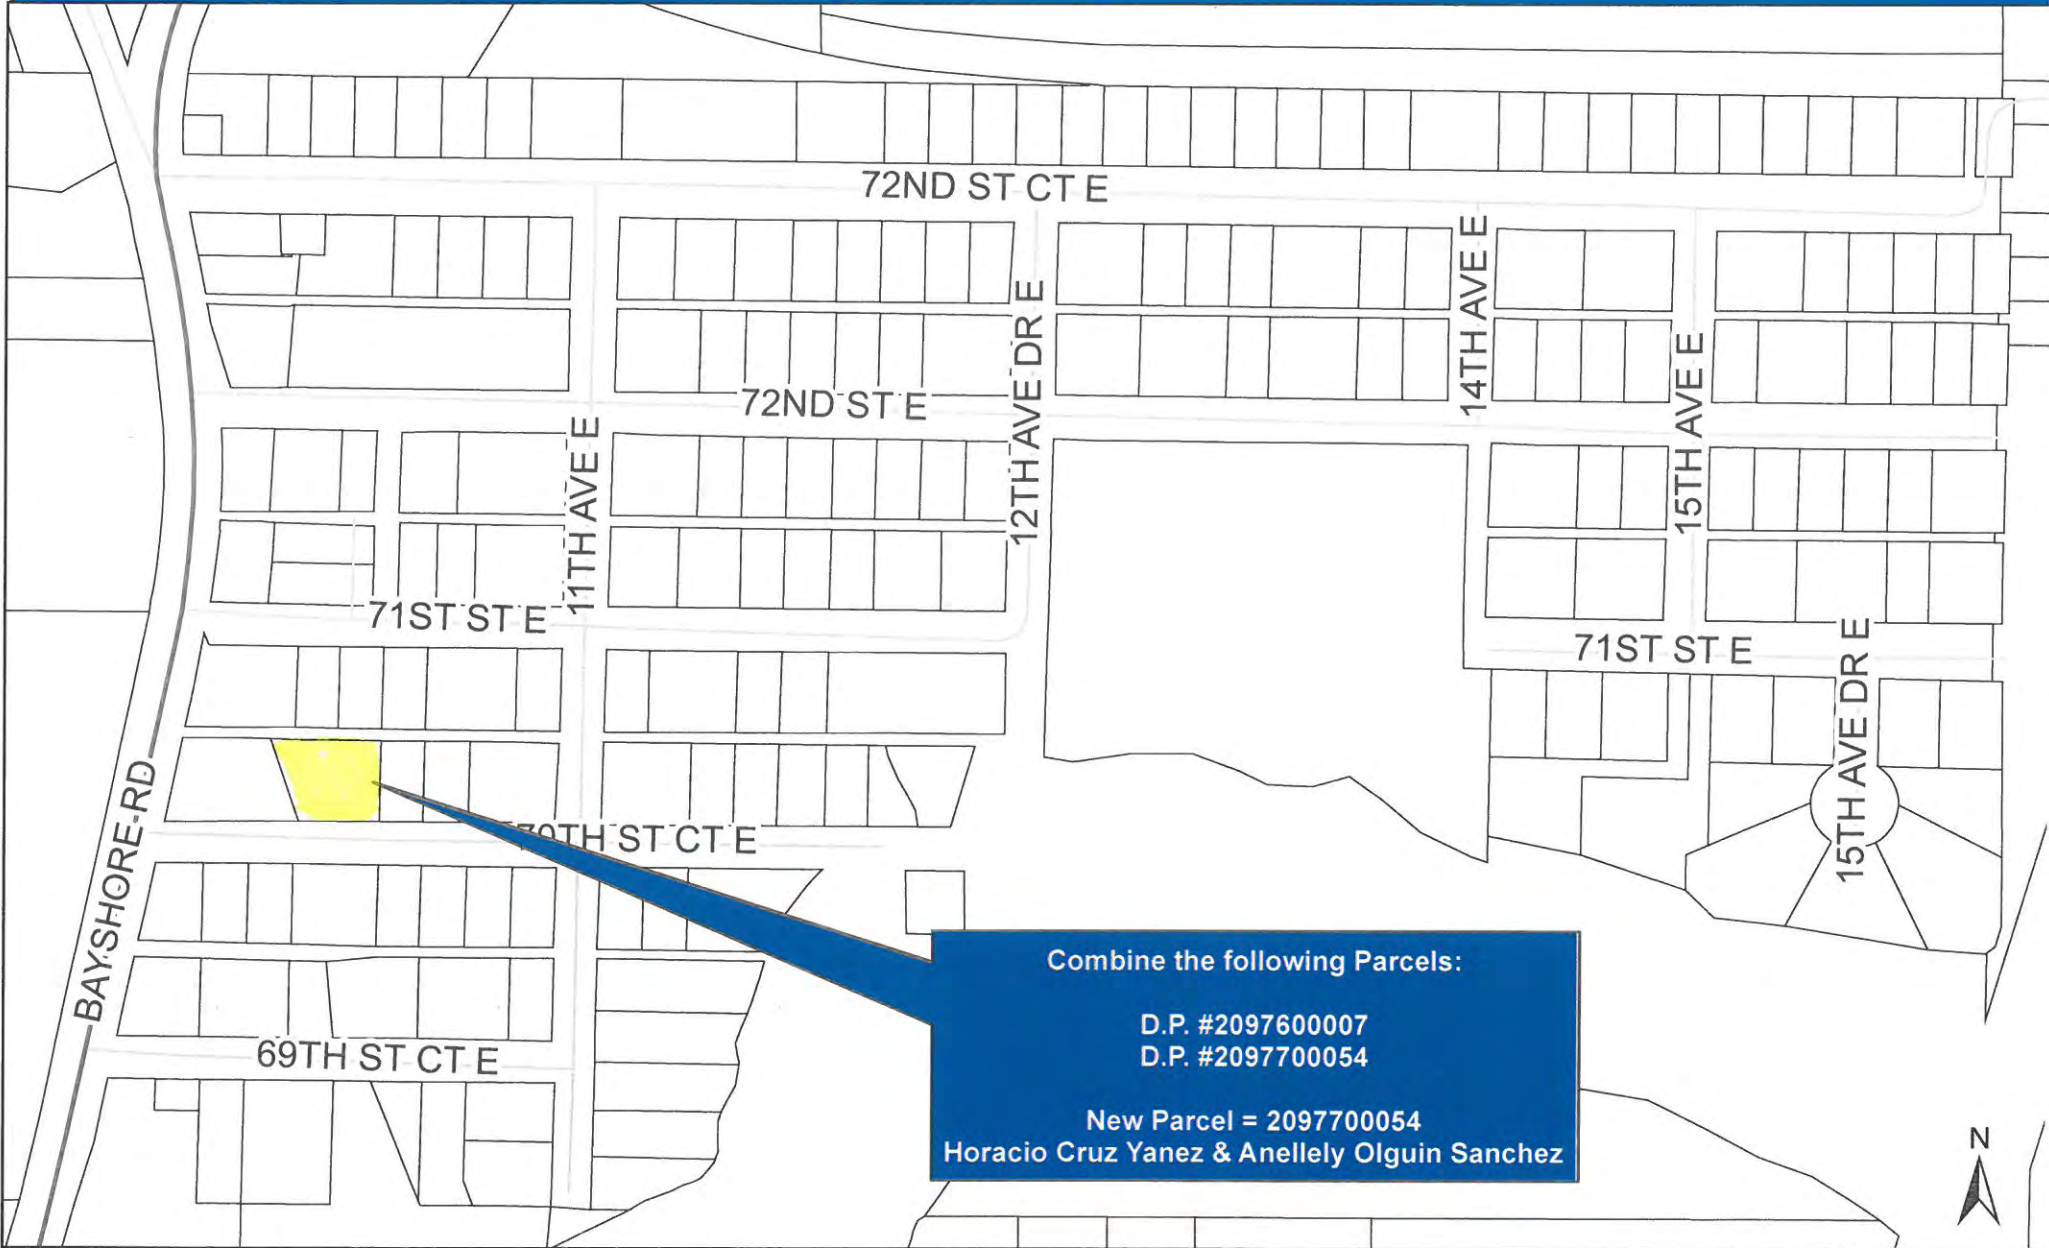 72ND ST CT E
14TH AVE E
12TH AVE DR E
72ND ST E
15TH AVE E
11TH AVE E
71ST ST E
71ST ST E
15TH AVE DR E
BAYSHORE RD
70TH ST CT E
69TH ST CT E
Combine the following Parcels:
D.P. #2097600007
D.P. #2097700054
New Parcel = 2097700054
Horacio Cruz Yanez & Anellely Olguin Sanchez
N